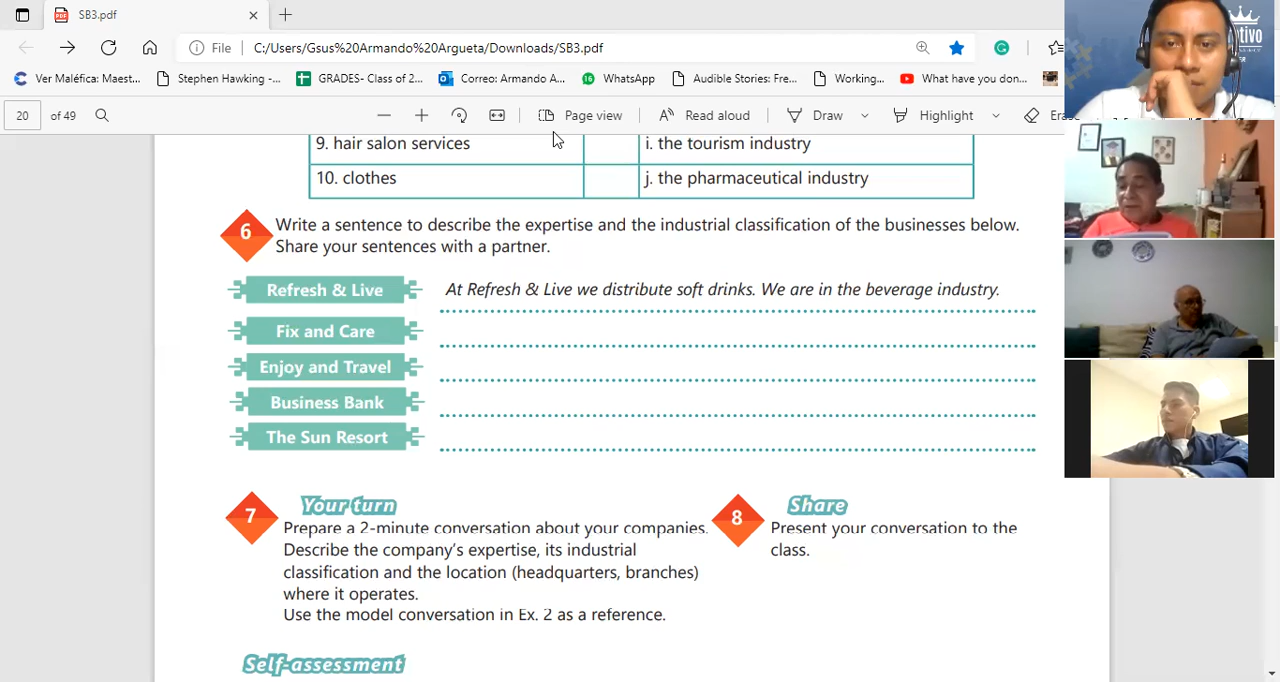 SB3.pdf
File
C:/Users/Gsus%20Armando%20Argueta/Downloads/SB3.pdf
Ver Maléfica: Maest...
Stephen Hawking -...
GRADES- Class of 2...
Correo: Armando A...
WhatsApp
Audible Stories: Fre...
Working...
What have you don...
20 of 49
Page view
Read aloud
Draw
Highlight
9. hair salon services
i. the tourism industry
10. clothes
j. the pharmaceutical industry
6
Write a sentence to describe the expertise and the industrial classification of the businesses below.
Share your sentences with a partner.
Refresh & Live
At Refresh & Live we distribute soft drinks. We are in the beverage industry.
Fix and Care
Enjoy and Travel
Business Bank
The Sun Resort
7
Your turn
Prepare a 2-minute conversation about your companies.
Describe the company's expertise, its industrial
classification and the location (headquarters, branches)
where it operates.
Use the model conversation in Ex. 2 as a reference.
8
Share
Present your conversation to the
class.
Self-assessment